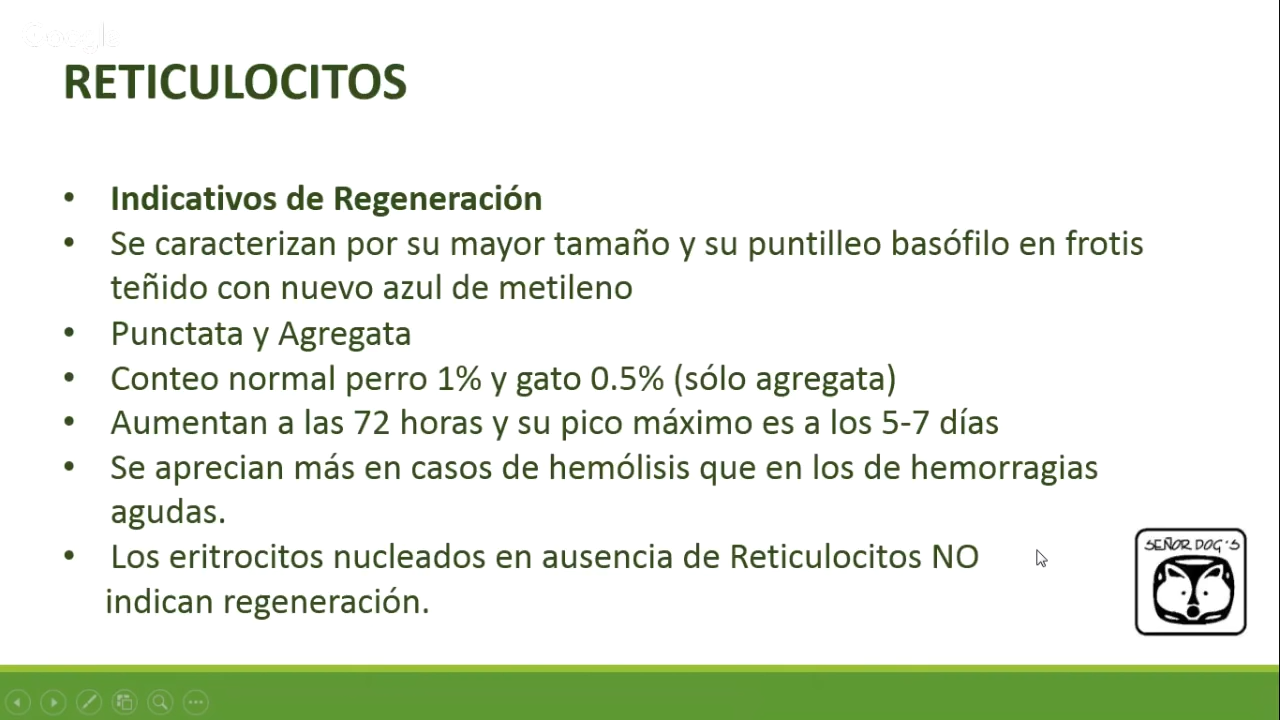 Google
RETICULOCITOS
• Indicativos de Regeneración
• Se caracterizan por su mayor tamaño y su puntilleo basófilo en frotis
teñido con nuevo azul de metileno
• Punctata y Agregata
• Conteo normal perro 1% y gato 0.5% (sólo agregata)
• Aumentan a las 72 horas y su pico máximo es a los 5-7 días
• Se aprecian más en casos de hemólisis que en los de hemorragias
agudas.
• Los eritrocitos nucleados en ausencia de Reticulocitos NO
indican regeneración.
SEÑOR DOG'S